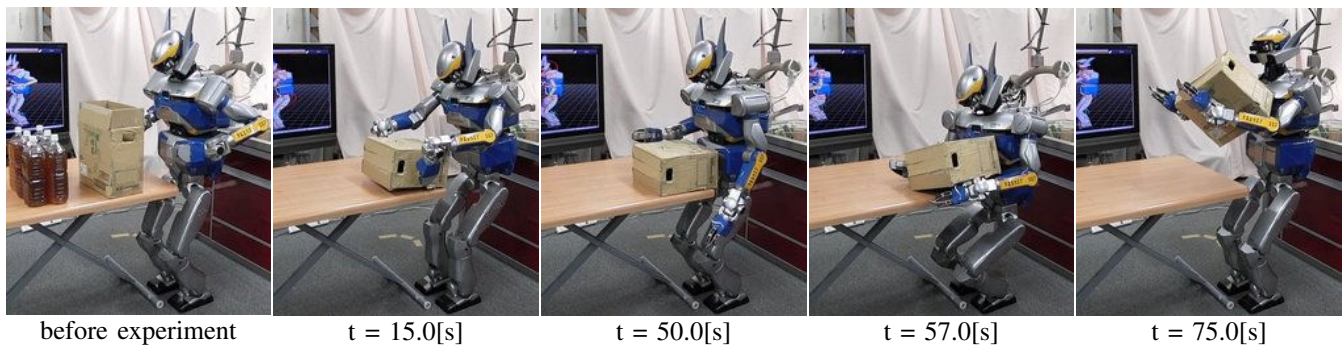 before experiment
t = 15.0[s]
t = 50.0[s]
t = 57.0[s]
t = 75.0[s]